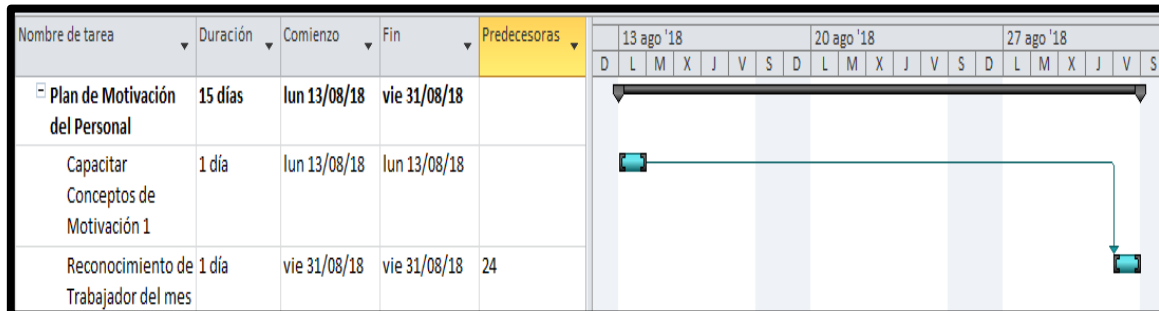 Nombre de tarea Duración Comienzo Fin Predecesoras 13 ago '18 20 ago '18 27 ago '18
D L M X J V S D L M X J V S D L M X J V S
Plan de Motivación 15 días lun 13/08/18 vie 31/08/18
del Personal
Capacitar 1 día lun 13/08/18 lun 13/08/18
Conceptos de
Motivación 1
Reconocimiento de 1 día vie 31/08/18 vie 31/08/18 24
Trabajador del mes